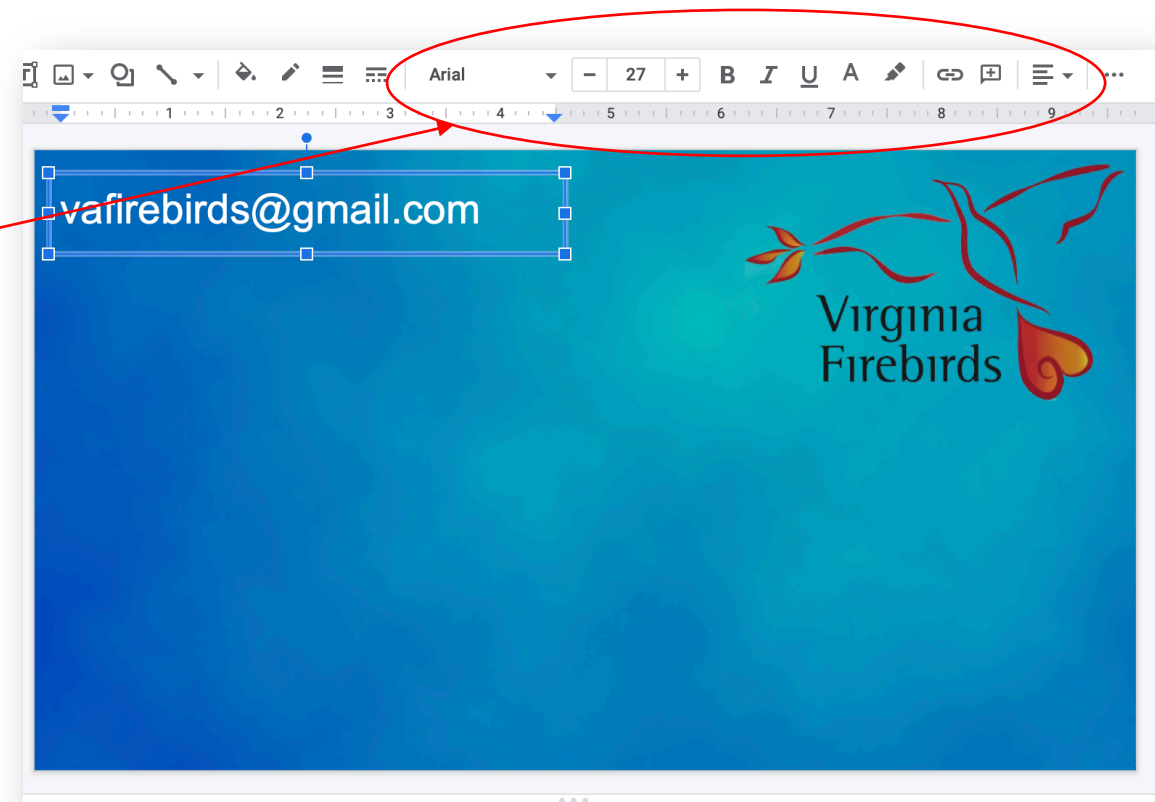 Arial - 27 + B I U A
1 2 3 4 5 6 7 8 9
vafirebirds@gmail.com
Virginia
Firebirds